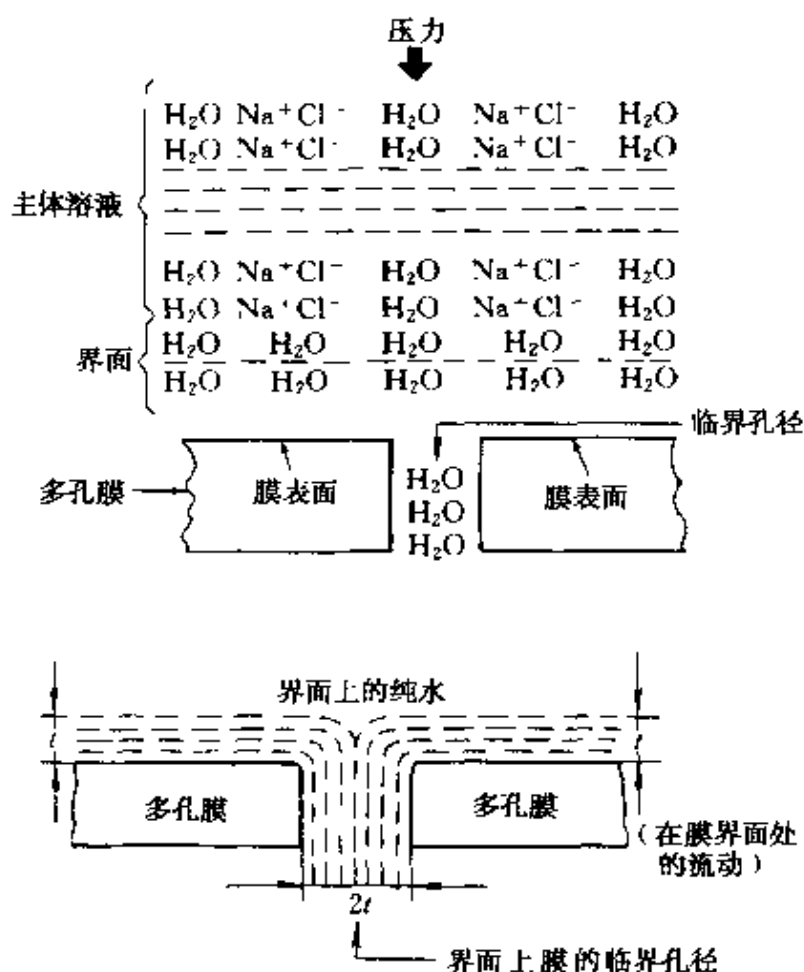 压力
H₂O Na⁺Cl⁻ H₂O Na⁺Cl⁻ H₂O
H₂O Na⁺Cl⁻ H₂O Na⁺Cl⁻ H₂O
主体溶液
H₂O Na⁺Cl⁻ H₂O Na⁺Cl⁻ H₂O
H₂O Na⁺Cl⁻ H₂O Na⁺Cl⁻ H₂O
界面
H₂O H₂O H₂O H₂O H₂O
H₂O H₂O H₂O H₂O H₂O
临界孔径
多孔膜
膜表面
H₂O
H₂O
H₂O
膜表面
界面上的纯水
t
t
多孔膜
多孔膜
(在膜界面处
的流动)
2t
界面上膜的临界孔径